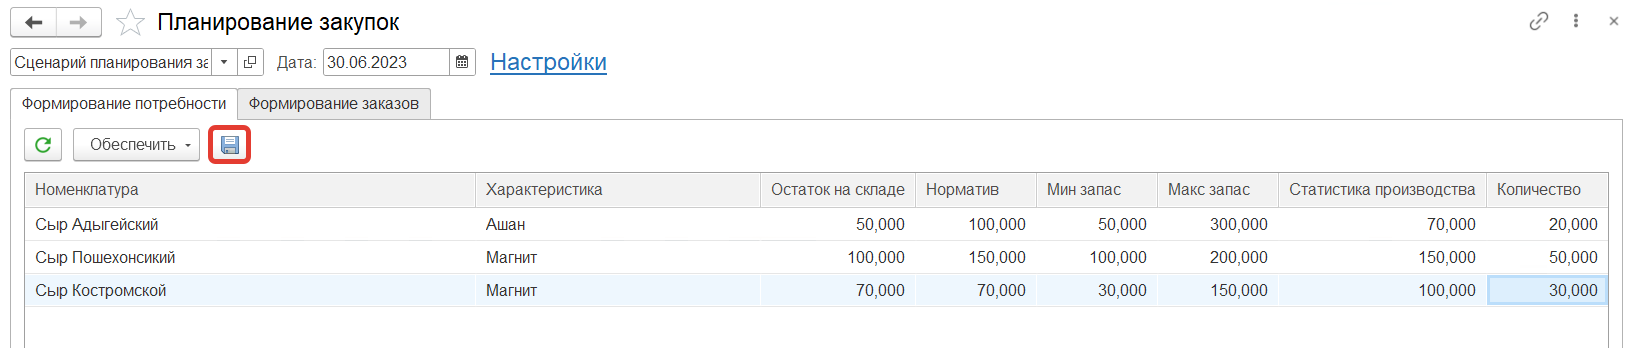 Планирование закупок
Сценарий планирования за Дата: 30.06.2023 Настройки
Формирование потребности Формирование заказов
Обеспечить
Номенклатура Характеристика Остаток на складе Норматив Мин запас Макс запас Статистика производства Количество
Сыр Адыгейский Ашан 50,000 100,000 50,000 300,000 70,000 20,000
Сыр Пошехонсикий Магнит 100,000 150,000 100,000 200,000 150,000 50,000
Сыр Костромской Магнит 70,000 70,000 30,000 150,000 100,000 30,000